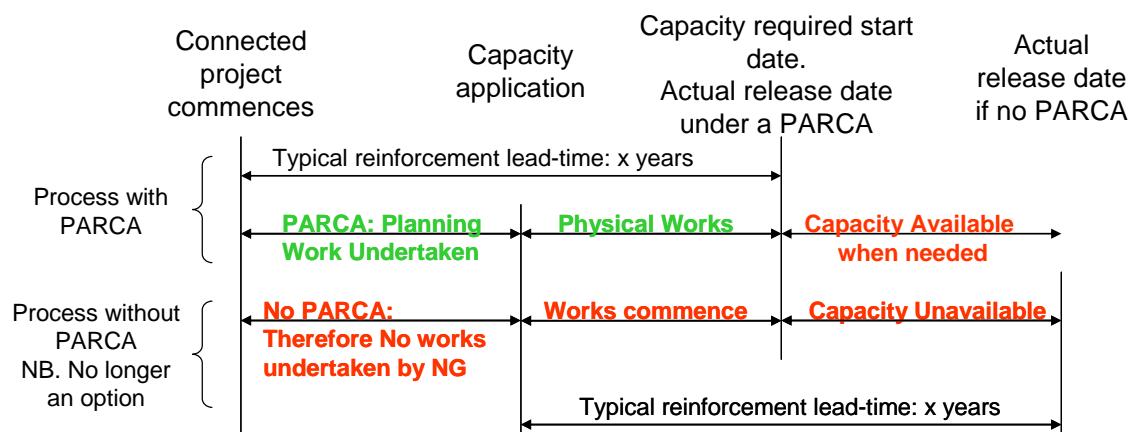 Connected
project
commences
Capacity
application
Capacity required start
date.
Actual release date
under a PARCA
Actual
release date
if no PARCA
Typical reinforcement lead-time: x years
Process with
PARCA
PARCA: Planning
Work Undertaken
Physical Works
Capacity Available
when needed
Process without
PARCA
NB. No longer
an option
No PARCA:
Therefore No works
undertaken by NG
Works commence
Capacity Unavailable
Typical reinforcement lead-time: x years